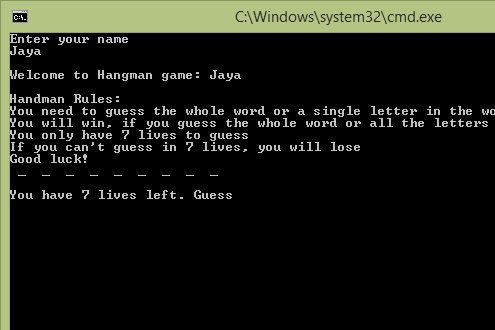 C:\Windows\system32\cmd.exe
Enter your name
Jaya
Welcome to Hangman game: Jaya
Handman Rules:
You need to guess the whole word or a single letter in the
You will win, if you guess the whole word or all the letters
You only have 7 lives to guess
If you can't guess in 7 lives, you will lose
Good luck!
_ _ _ _ _ _ _ _ _
You have 7 lives left. Guess